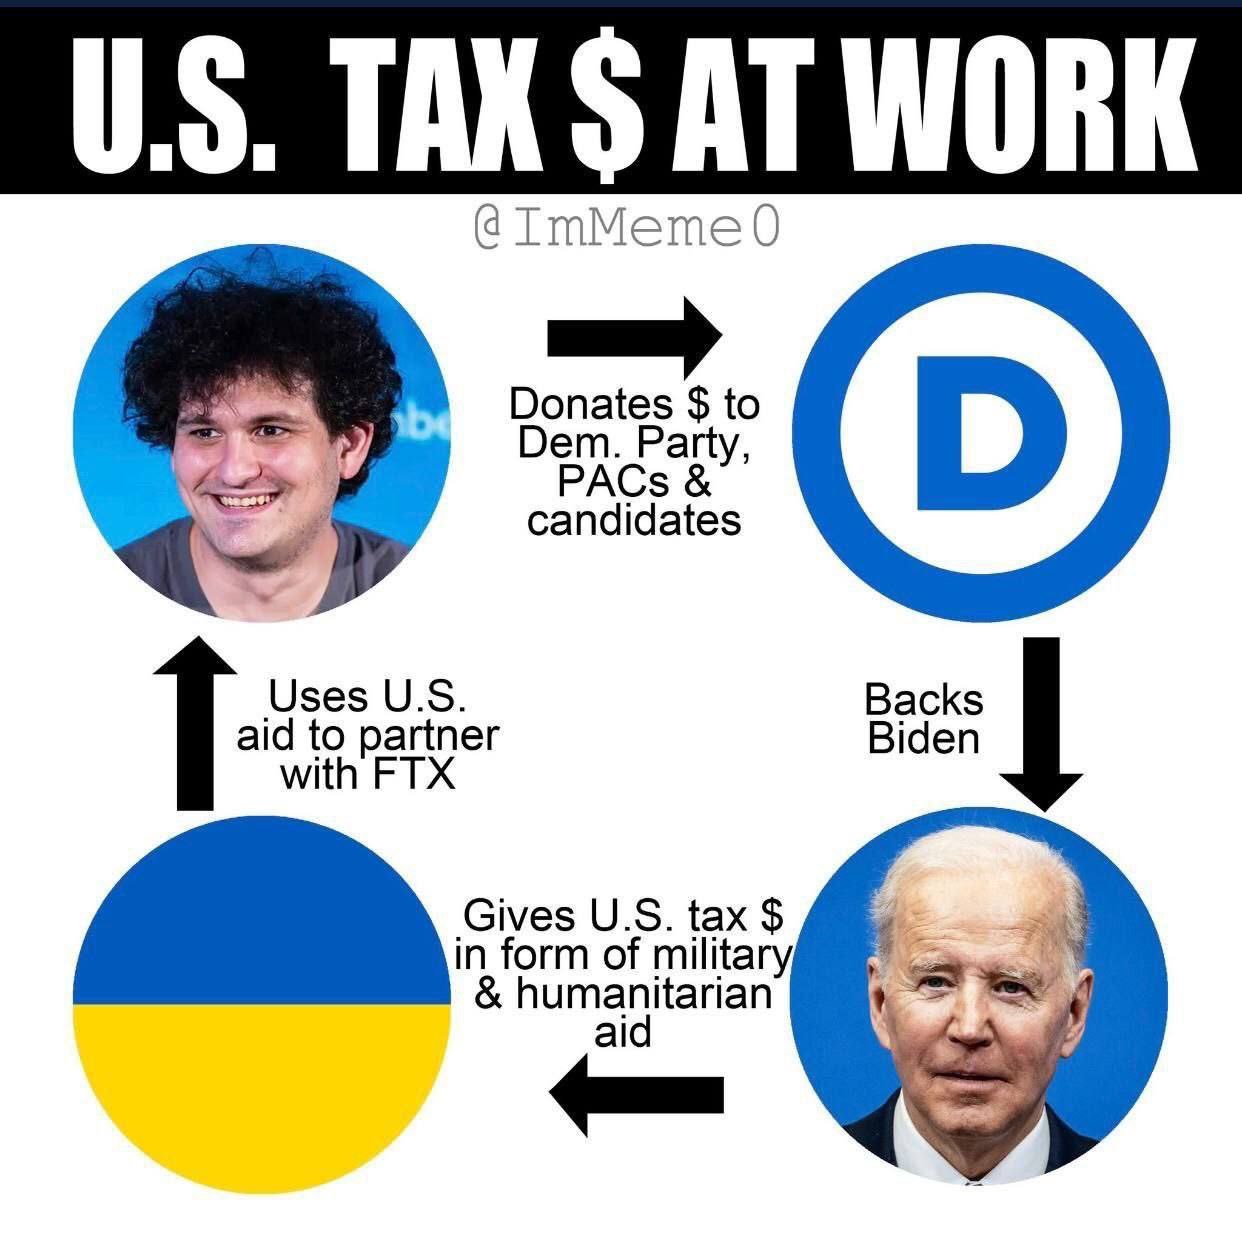 U.S. TAX $ AT WORK
@ImMeme0
Donates $ to
Dem. Party,
PACs &
candidates
D
Uses U.S.
aid to partner
with FTX
Backs
Biden
Gives U.S. tax $
in form of military
& humanitarian
aid